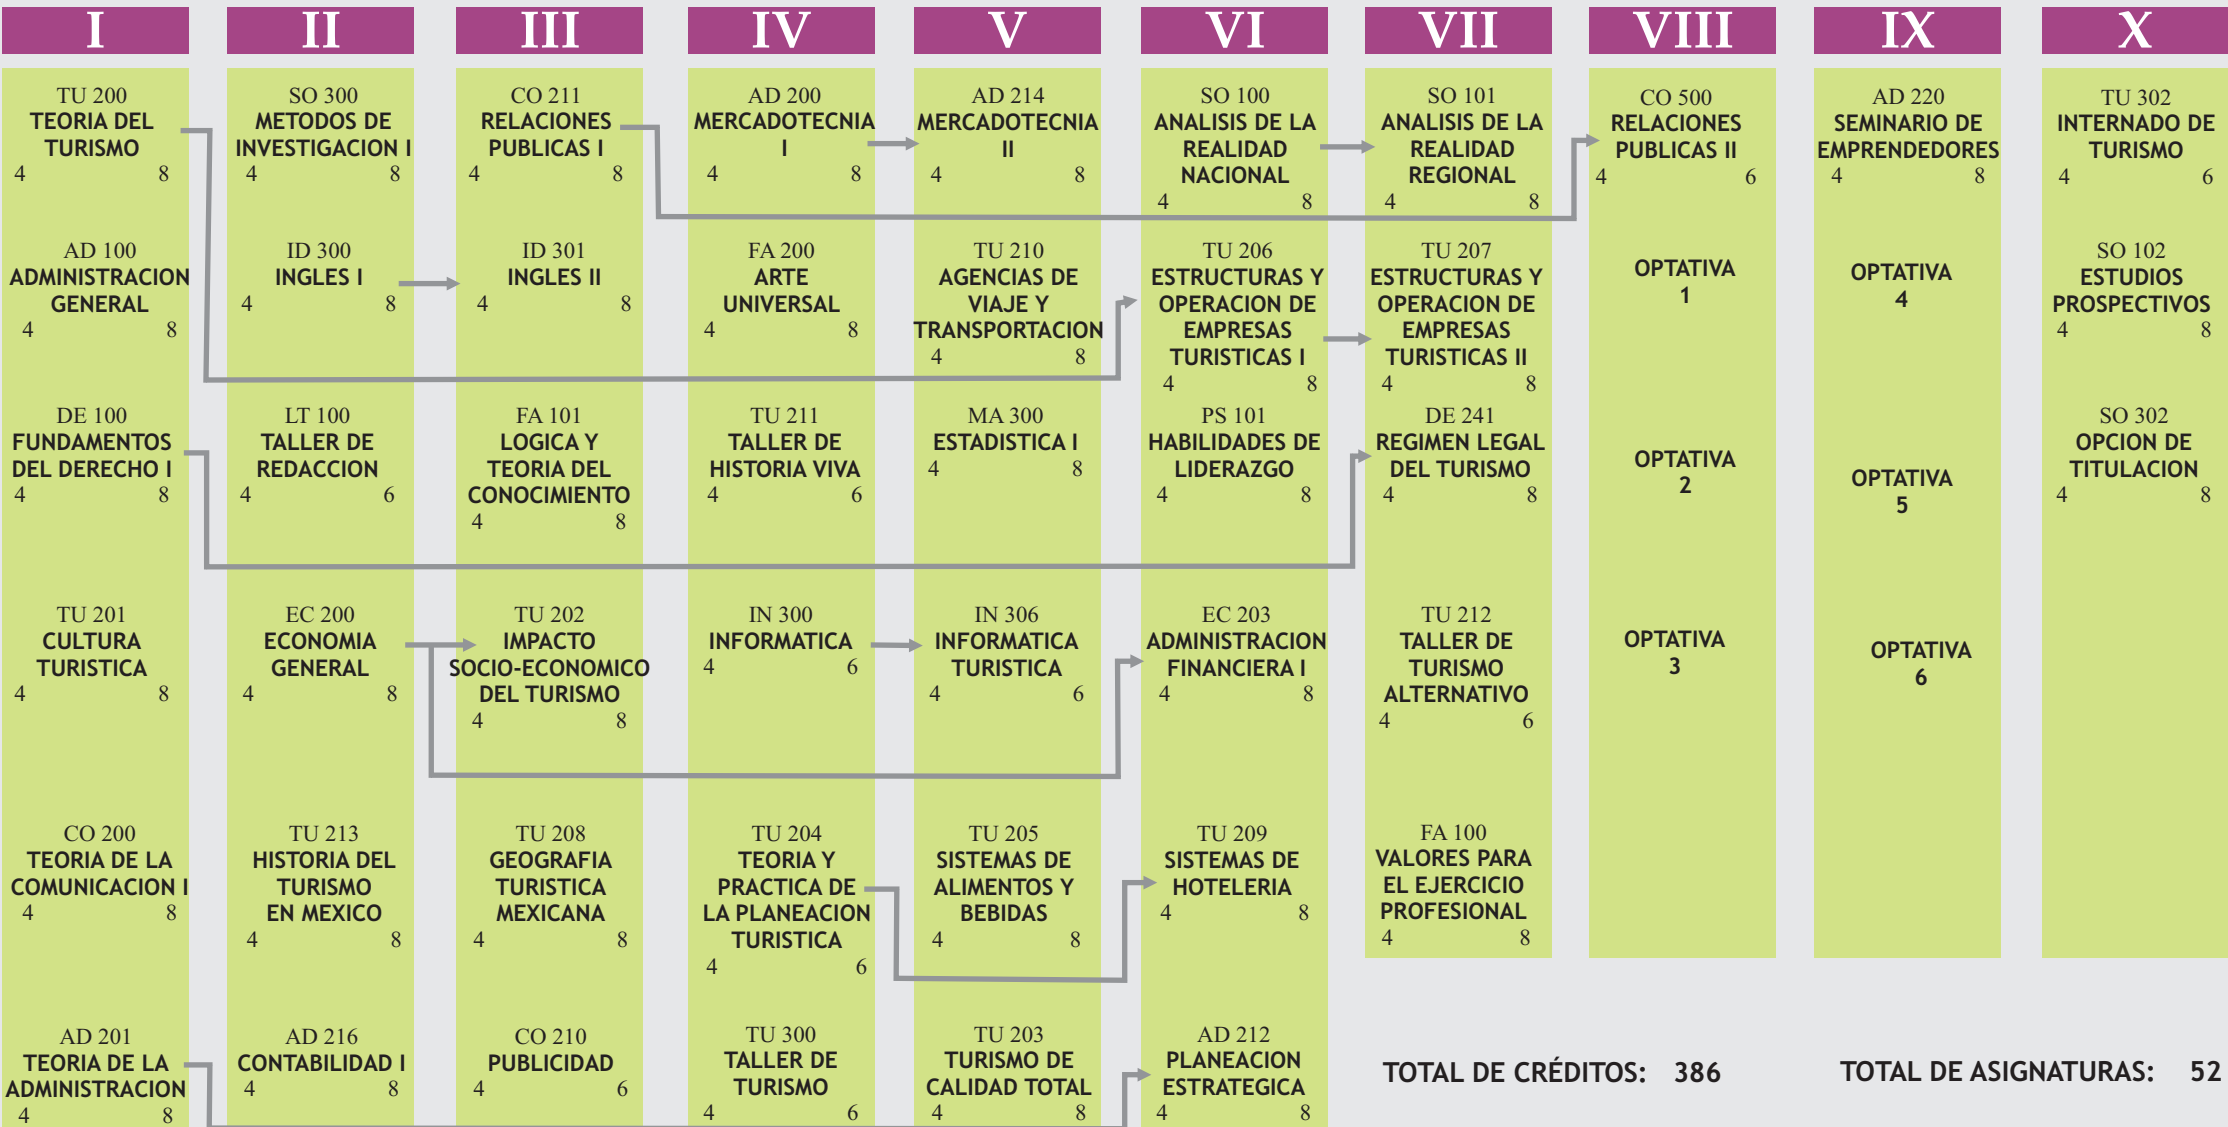 I
II
III
IV
V
VI
VII
VIII
IX
X
TU 200
TEORIA DEL
TURISMO
4 8
AD 100
ADMINISTRACION
GENERAL
4 8
DE 100
FUNDAMENTOS
DEL DERECHO I
4 8
TU 201
CULTURA
TURISTICA
4 8
CO 200
TEORIA DE LA
COMUNICACION I
4 8
AD 201
TEORIA DE LA
ADMINISTRACION
4 8
SO 300
METODOS DE
INVESTIGACION I
4 8
ID 300
INGLES I
4 8
LT 100
TALLER DE
REDACCION
4 6
EC 200
ECONOMIA
GENERAL
4 8
TU 213
HISTORIA DEL
TURISMO
EN MEXICO
4 8
AD 216
CONTABILIDAD I
4 8
CO 211
RELACIONES
PUBLICAS I
4 8
ID 301
INGLES II
4 8
FA 101
LOGICA Y
TEORIA DEL
CONOCIMIENTO
4 8
TU 202
IMPACTO
SOCIO-ECONOMICO
DEL TURISMO
4 8
TU 208
GEOGRAFIA
TURISTICA
MEXICANA
4 8
CO 210
PUBLICIDAD
4 6
AD 200
MERCADOTECNIA
I
4 8
FA 200
ARTE
UNIVERSAL
4 8
TU 211
TALLER DE
HISTORIA VIVA
4 6
IN 300
INFORMATICA
4 6
TU 204
TEORIA Y
PRACTICA DE
LA PLANEACION
TURISTICA
4 6
TU 300
TALLER DE
TURISMO
4 6
AD 214
MERCADOTECNIA
II
4 8
TU 210
AGENCIAS DE
VIAJE Y
TRANSPORTACION
4 8
MA 300
ESTADISTICA I
4 8
IN 306
INFORMATICA
TURISTICA
4 6
TU 205
SISTEMAS DE
ALIMENTOS Y
BEBIDAS
4 8
TU 203
TURISMO DE
CALIDAD TOTAL
4 8
SO 100
ANALISIS DE LA
REALIDAD
NACIONAL
4 8
TU 206
ESTRUCTURAS Y
OPERACION DE
EMPRESAS
TURISTICAS I
4 8
PS 101
HABILIDADES DE
LIDERAZGO
4 8
EC 203
ADMINISTRACION
FINANCIERA I
4 8
TU 209
SISTEMAS DE
HOTELERIA
4 8
AD 212
PLANEACION
ESTRATEGICA
4 8
SO 101
ANALISIS DE LA
REALIDAD
REGIONAL
4 8
TU 207
ESTRUCTURAS Y
OPERACION DE
EMPRESAS
TURISTICAS II
4 8
DE 241
REGIMEN LEGAL
DEL TURISMO
4 8
TU 212
TALLER DE
TURISMO
ALTERNATIVO
4 6
FA 100
VALORES PARA
EL EJERCICIO
PROFESIONAL
4 8
CO 500
RELACIONES
PUBLICAS II
4 6
OPTATIVA
1
OPTATIVA
2
OPTATIVA
3
AD 220
SEMINARIO DE
EMPRENDEDORES
4 8
OPTATIVA
4
OPTATIVA
5
OPTATIVA
6
TU 302
INTERNADO DE
TURISMO
4 6
SO 102
ESTUDIOS
PROSPECTIVOS
4 8
SO 302
OPCION DE
TITULACION
4 8
TOTAL DE CRÉDITOS: 386
TOTAL DE ASIGNATURAS: 52